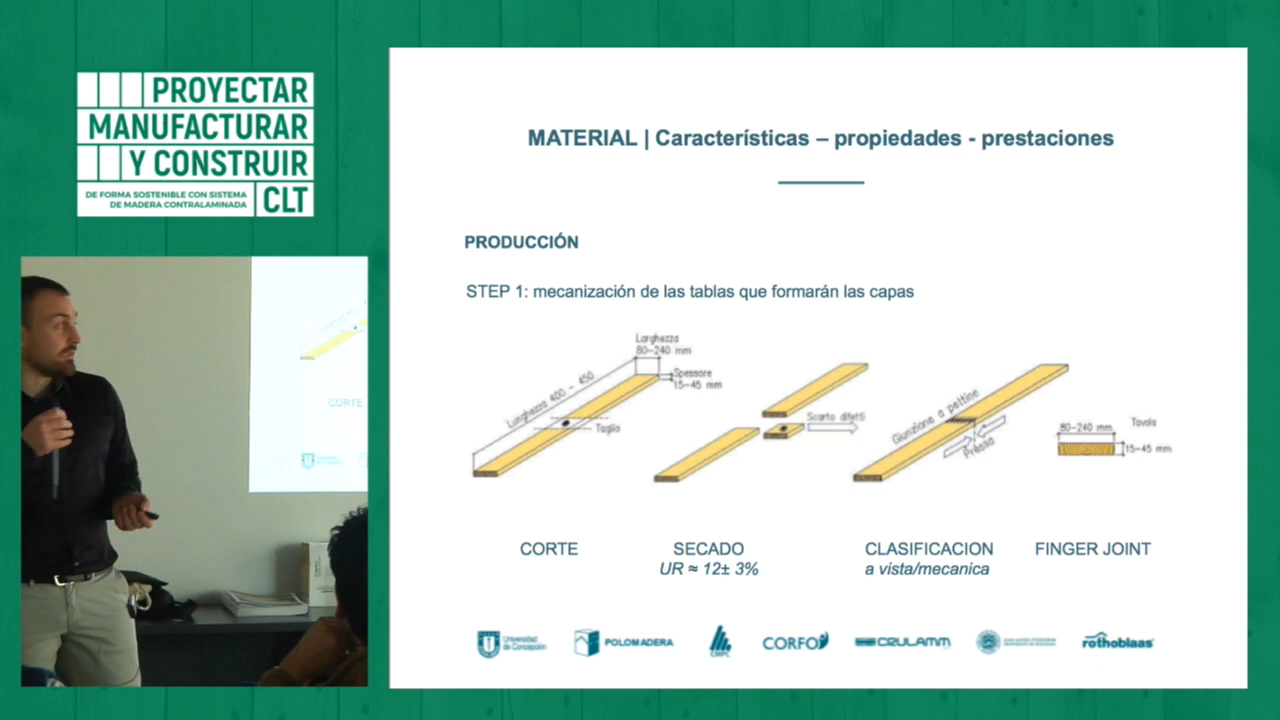 PROYECTAR
MANUFACTURAR
Y CONSTRUIR
DE FORMA SOSTENIBLE CON SISTEMA
DE MADERA CONTRALAMINADA
CLT
MATERIAL | Características – propiedades - prestaciones
PRODUCCIÓN
STEP 1: mecanización de las tablas que formarán las capas
Larghezza
80–240 mm
Spessore
15–45 mm
Lunghezza 400 – 450
Taglio
Scarto difetti
Giunzione a pettine
Pressa
80–240 mm
Tavola
15–45 mm
CORTE
SECADO
UR ≈ 12± 3%
CLASIFICACION
a vista/mecanica
FINGER JOINT
Universidad
de Concepción
POLOMADERA
CMPC
CORFO
CRULAMM
rothoblaas
CORTE